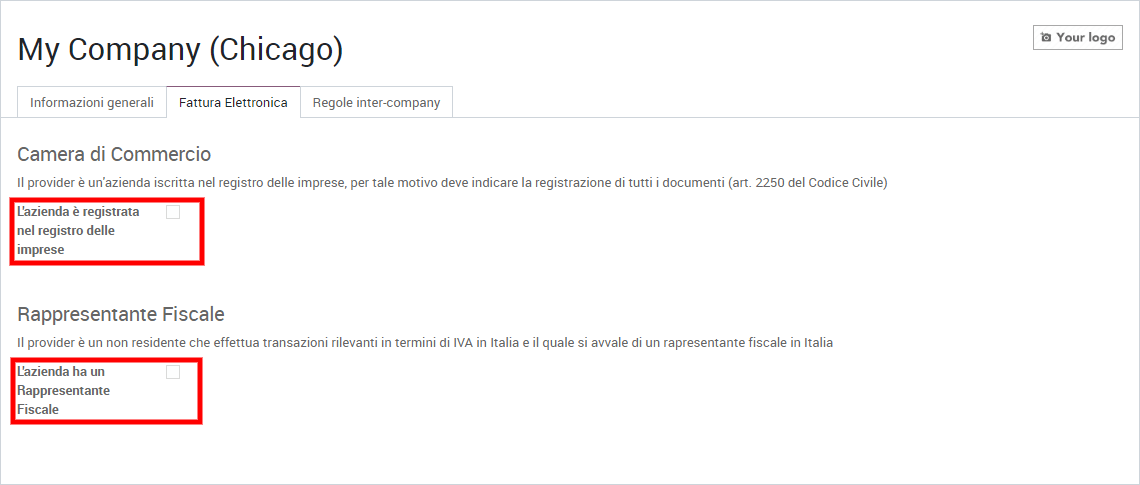 My Company (Chicago)
Your logo
Informazioni generali
Fattura Elettronica
Regole inter-company
Camera di Commercio
Il provider è un'azienda iscritta nel registro delle imprese, per tale motivo deve indicare la registrazione di tutti i documenti (art. 2250 del Codice Civile)
L'azienda è registrata
nel registro delle
imprese
Rappresentante Fiscale
Il provider è un non residente che effettua transazioni rilevanti in termini di IVA in Italia e il quale si avvale di un rapresentante fiscale in Italia
L'azienda ha un
Rappresentante
Fiscale